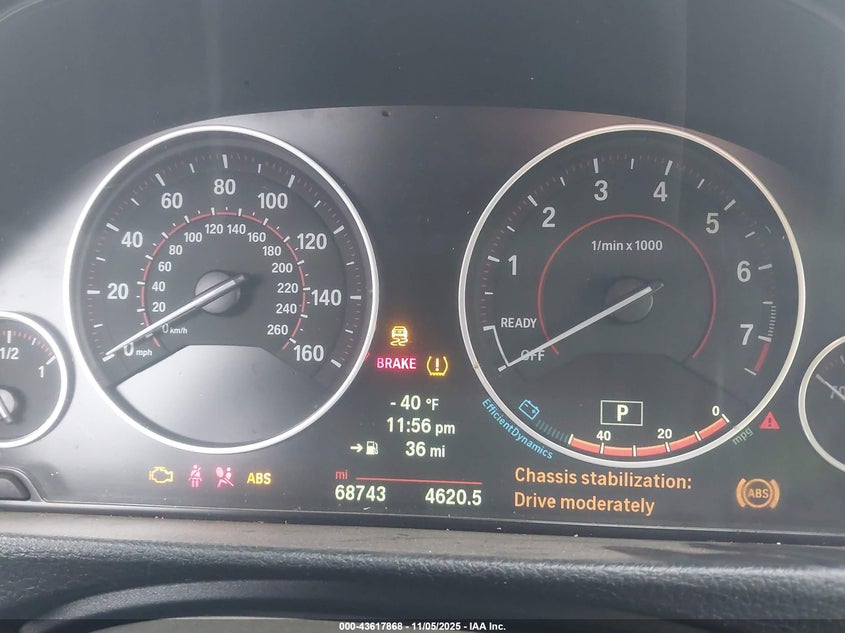 1/2
1
0
20
40
60
80
100
120
140
160
mph
0
20
40
60
80
100
120
140
160
180
200
220
240
260
km/h
1
2
3
4
5
6
7
1/min x 1000
READY
OFF
BRAKE
- 40 °F
11:56 pm
36 mi
mi
68743 4620.5
ABS
P
40 20 0
mpg
EfficientDynamics
Chassis stabilization:
Drive moderately
ABS
000-43617868 - 11/05/2025 - IAA Inc.